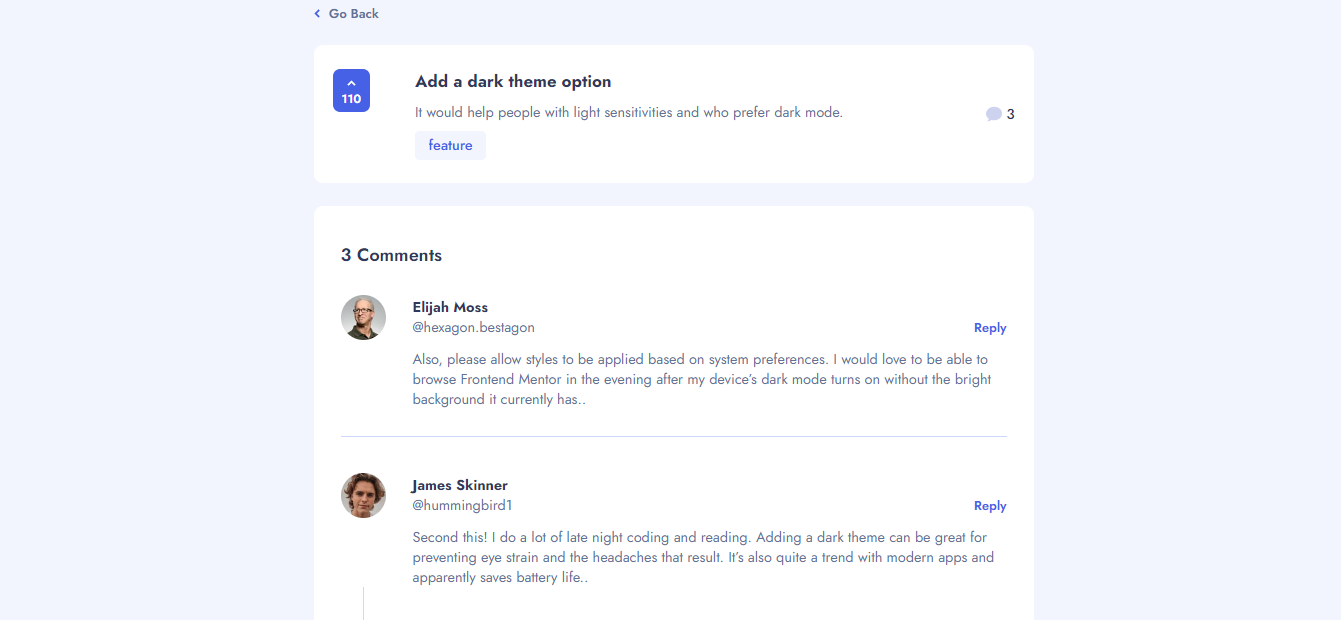 Go Back
110
Add a dark theme option
It would help people with light sensitivities and who prefer dark mode.
3
feature
3 Comments
Elijah Moss
@hexagon.bestagon
Reply
Also, please allow styles to be applied based on system preferences. I would love to be able to
browse Frontend Mentor in the evening after my device’s dark mode turns on without the bright
background it currently has..
James Skinner
@hummingbird1
Reply
Second this! I do a lot of late night coding and reading. Adding a dark theme can be great for
preventing eye strain and the headaches that result. It’s also quite a trend with modern apps and
apparently saves battery life..